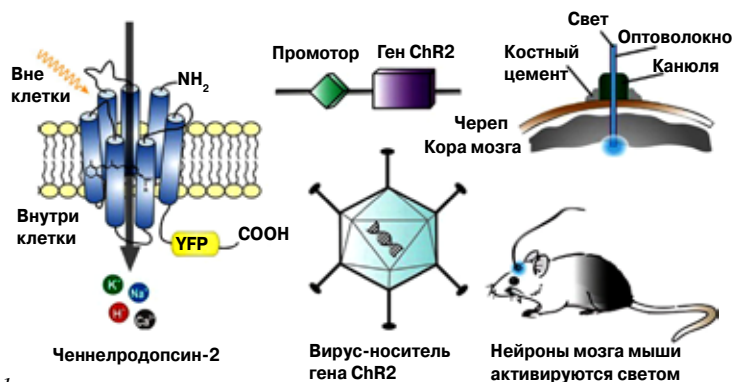 Вне
клетки
NH2
Внутри
клетки
YFP
COOH
K+
Na+
H+
Ca2+
Ченнелродопсин-2
Промотор
Ген ChR2
Вирус-носитель
гена ChR2
Свет
Оптоволокно
Костный
цемент
Канюля
Череп
Кора мозга
Нейроны мозга мыши
активируются светом
1